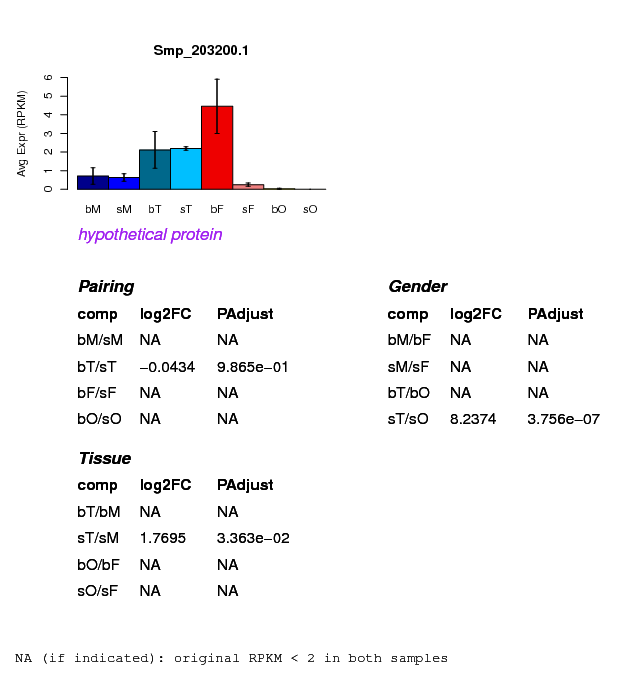 Smp_203200.1
Avg Expr (RPKM)
0 1 2 3 4 5 6
bM sM bT sT bF sF bO sO
hypothetical protein
Pairing
comp log2FC PAdjust
bM/sM NA NA
bT/sT −0.0434 9.865e−01
bF/sF NA NA
bO/sO NA NA
Gender
comp log2FC PAdjust
bM/bF NA NA
sM/sF NA NA
bT/bO NA NA
sT/sO 8.2374 3.756e−07
Tissue
comp log2FC PAdjust
bT/bM NA NA
sT/sM 1.7695 3.363e−02
bO/bF NA NA
sO/sF NA NA
NA (if indicated): original RPKM < 2 in both samples